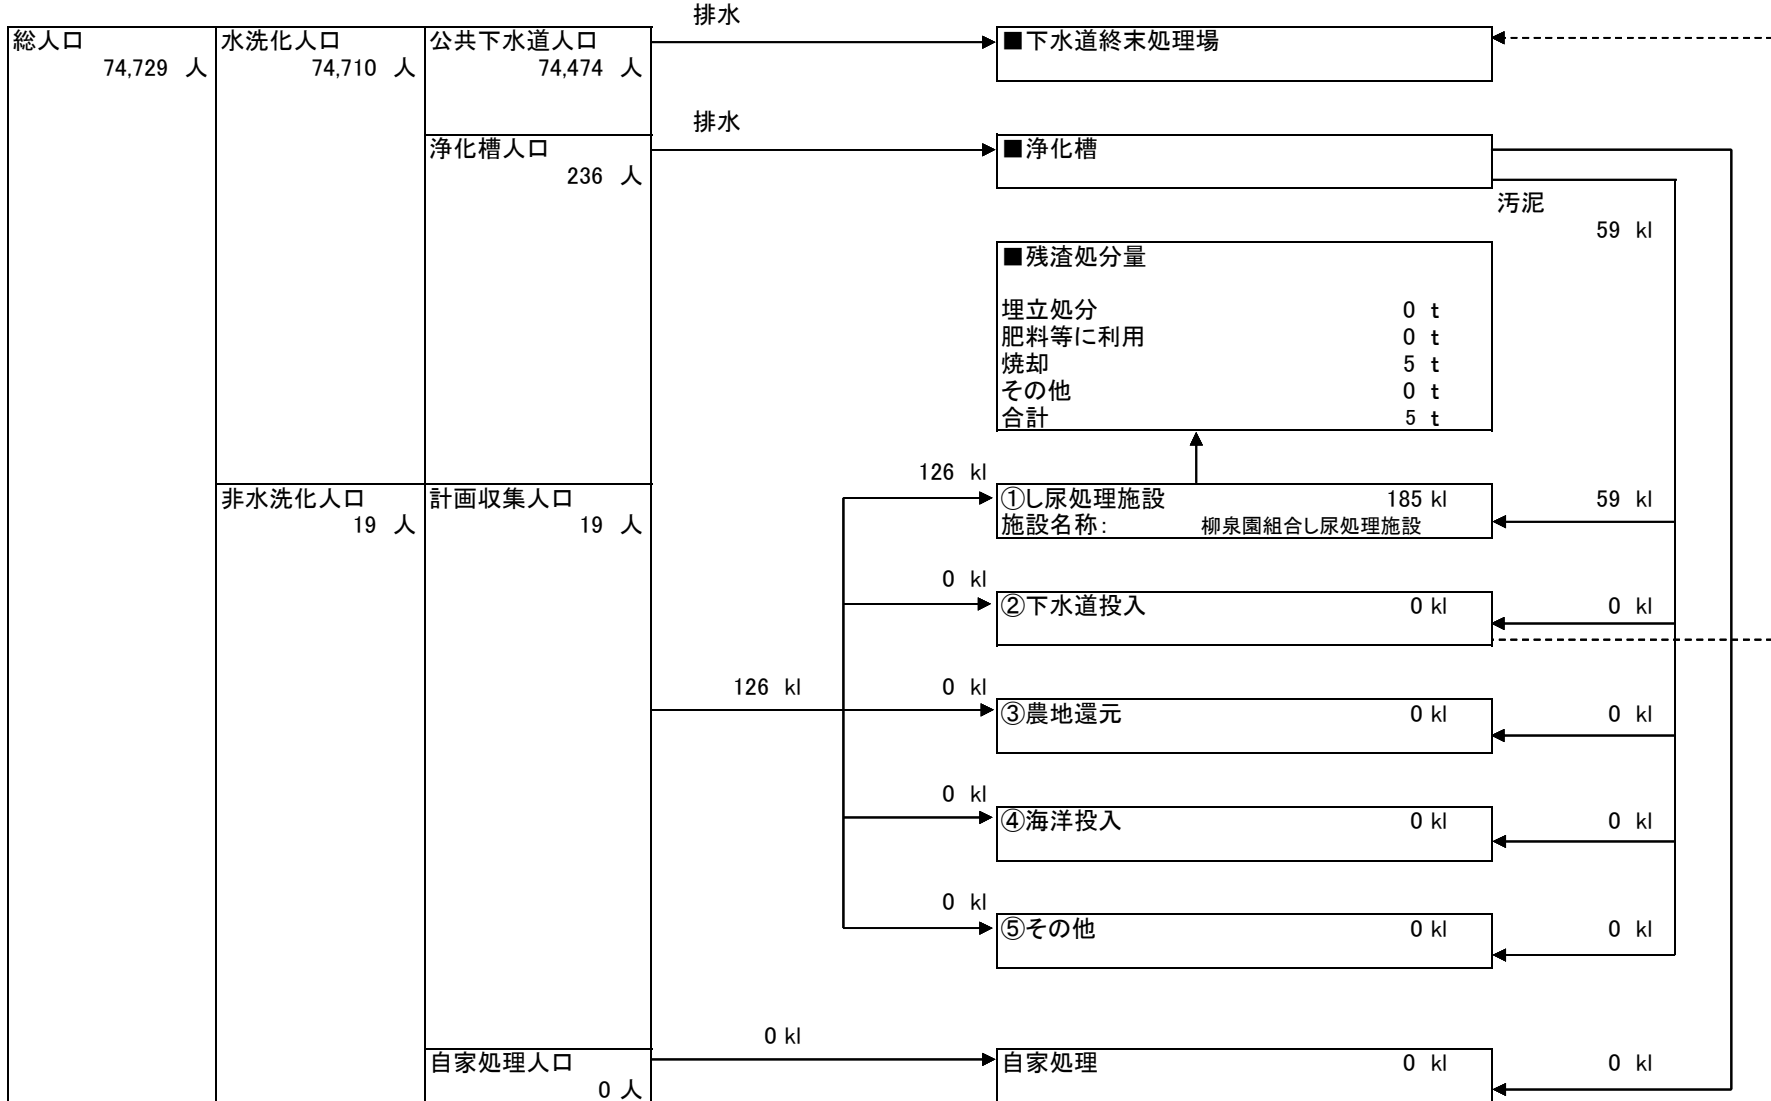 排水
総人口 水洗化人口 公共下水道人口 ■下水道終末処理場
74,729 人 74,710 人 74,474 人
排水
浄化槽人口 ■浄化槽
236 人
汚泥
59 kl
■残渣処分量
埋立処分 0 t
肥料等に利用 0 t
焼却 5 t
その他 0 t
合計 5 t
126 kl
非水洗化人口 計画収集人口 ①し尿処理施設 185 kl 59 kl
19 人 19 人 施設名称: 柳泉園組合し尿処理施設
0 kl
②下水道投入 0 kl 0 kl
126 kl 0 kl
③農地還元 0 kl 0 kl
0 kl
④海洋投入 0 kl 0 kl
0 kl
⑤その他 0 kl 0 kl
0 kl
自家処理人口 自家処理 0 kl 0 kl
0 人